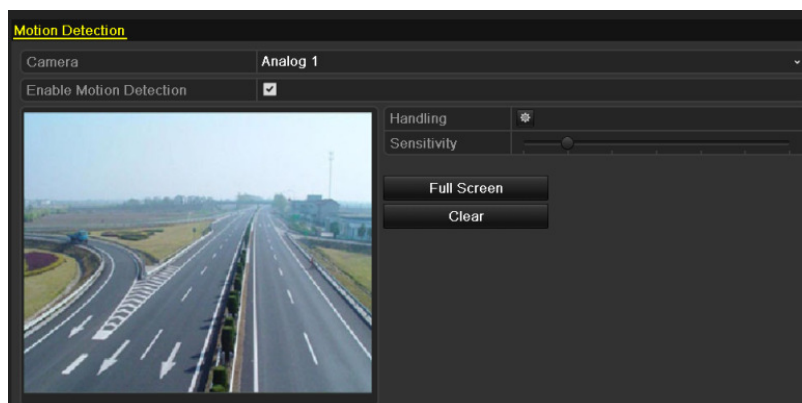 Motion Detection
Camera Analog 1
Enable Motion Detection
Handling
Sensitivity
Full Screen
Clear